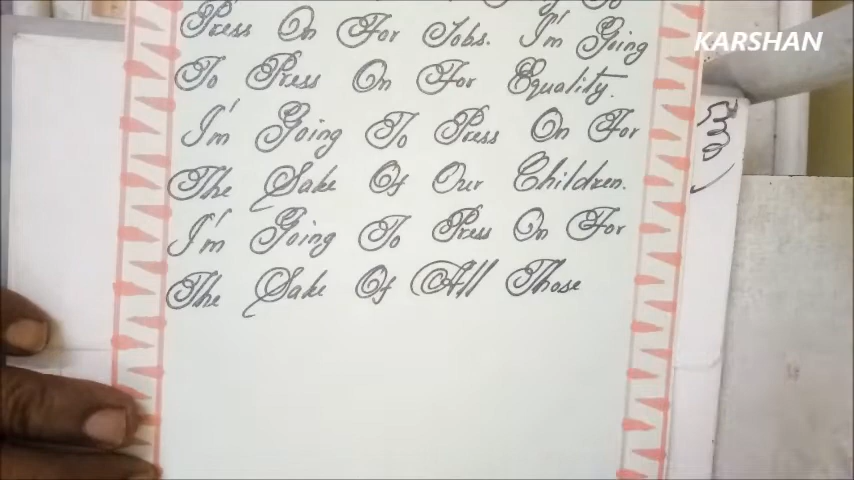 To
Press On For Jobs. I'm Going
To Press On For Equality.
I'm Going To Press On For
The Sake Of Our Children.
I'm Going To Press On For
The Sake Of All Those
KARSHAN